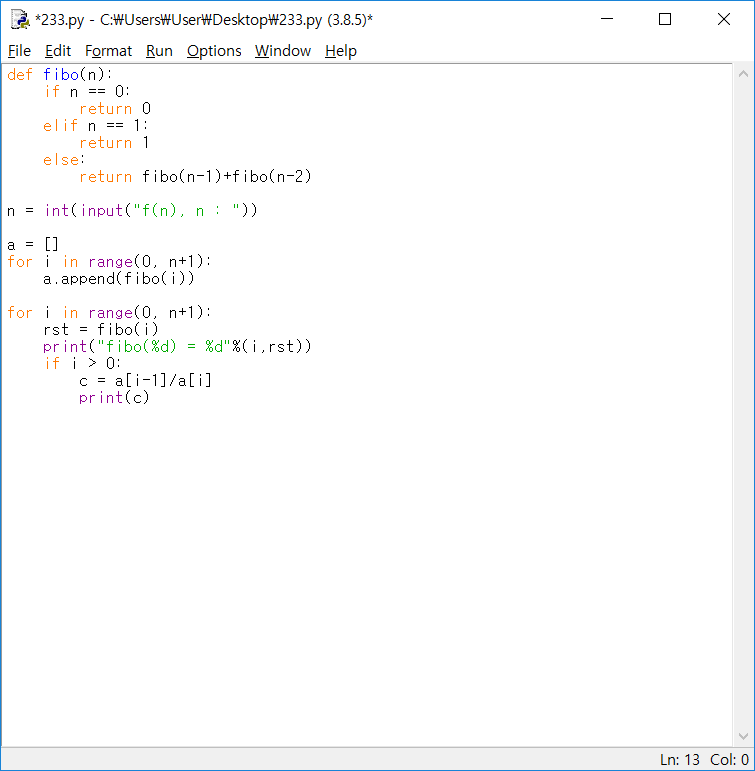 *233.py - C:₩Users₩User₩Desktop₩233.py (3.8.5)*
File Edit Format Run Options Window Help
def fibo(n):
    if n == 0:
        return 0
    elif n == 1:
        return 1
    else:
        return fibo(n-1)+fibo(n-2)

n = int(input("f(n), n : "))

a = []
for i in range(0, n+1):
    a.append(fibo(i))

for i in range(0, n+1):
    rst = fibo(i)
    print("fibo(%d) = %d"%(i,rst))
    if i > 0:
        c = a[i-1]/a[i]
        print(c)
Ln: 13 Col: 0